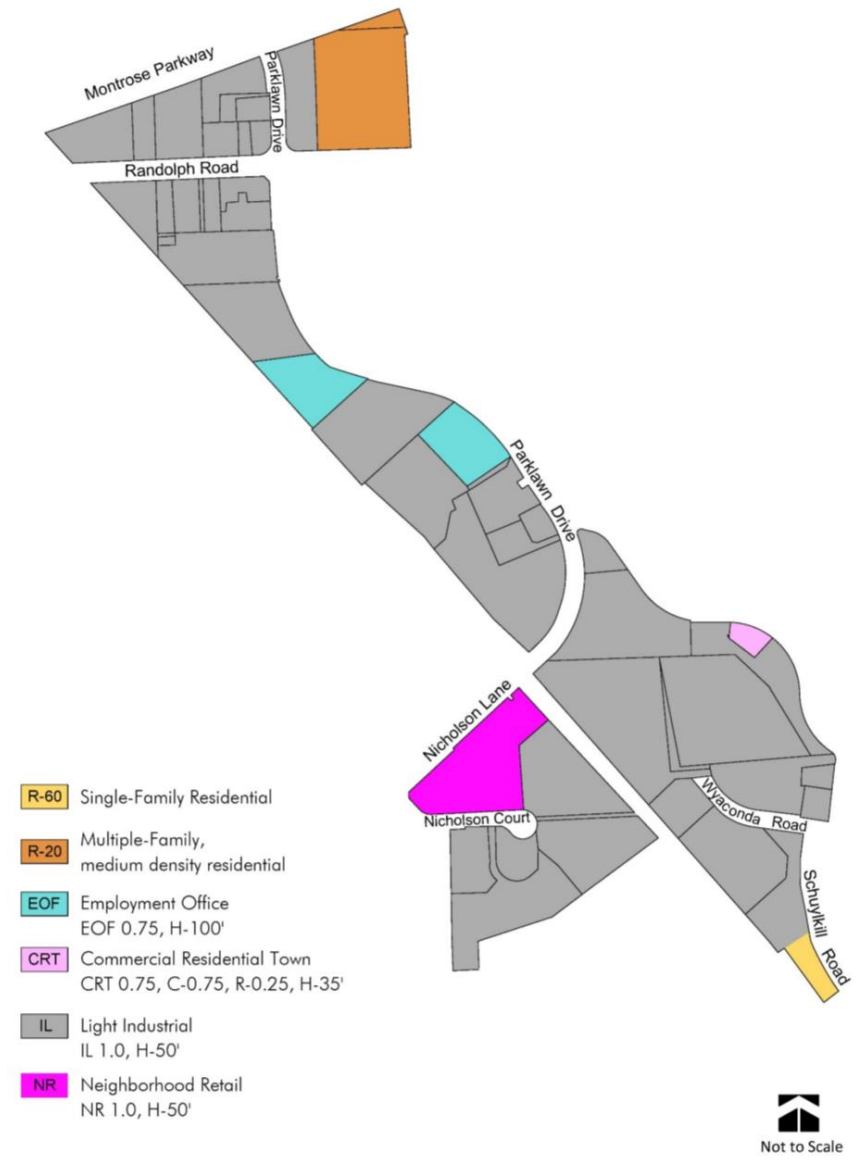 Montrose Parkway
Parklawn Drive
Randolph Road
Parklawn Drive
Nicholson Lane
Nicholson Court
Wyaconda Road
Schuylkill Road
R-60 Single-Family Residential
R-20 Multiple-Family,
medium density residential
EOF Employment Office
EOF 0.75, H-100'
CRT Commercial Residential Town
CRT 0.75, C-0.75, R-0.25, H-35'
IL Light Industrial
IL 1.0, H-50'
NR Neighborhood Retail
NR 1.0, H-50'
Not to Scale